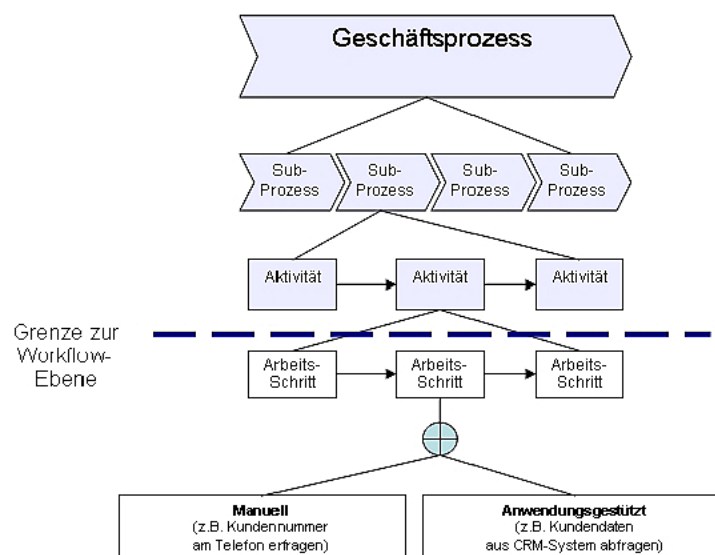 Geschäftsprozess
Sub-
Prozess
Sub-
Prozess
Sub-
Prozess
Sub-
Prozess
Aktivität
Aktivität
Aktivität
Grenze zur
Workflow-
Ebene
Arbeits-
Schritt
Arbeits-
Schritt
Arbeits-
Schritt
Manuell
(z.B. Kundennummer
am Telefon erfragen)
Anwendungsgestützt
(z.B. Kundendaten
aus CRM-System abfragen)